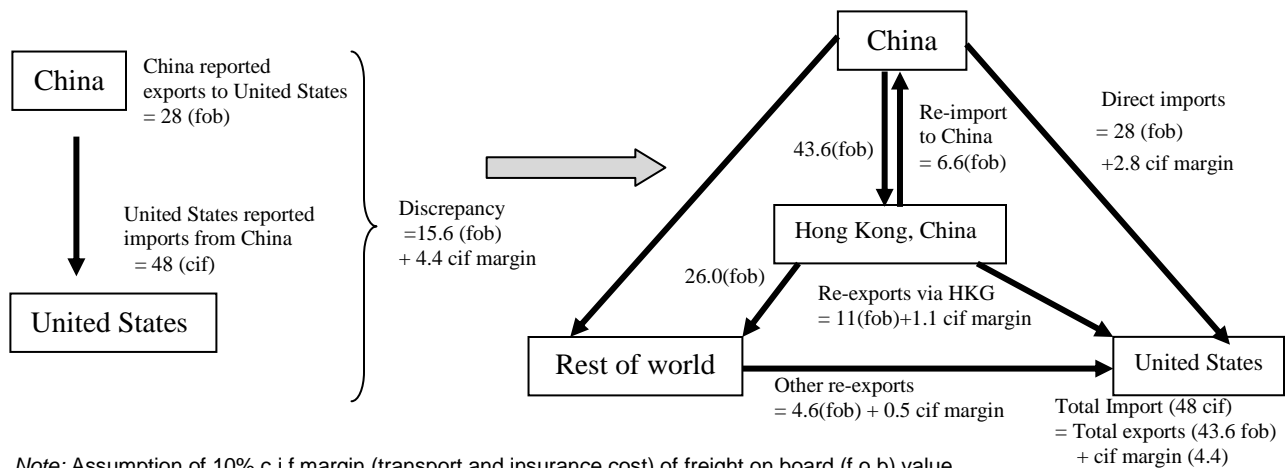 China
China reported
exports to United States
= 28 (fob)
United States reported
imports from China
= 48 (cif)
United States
Discrepancy
=15.6 (fob)
+ 4.4 cif margin
China
43.6(fob)
Re-import
to China
= 6.6(fob)
Direct imports
= 28 (fob)
+2.8 cif margin
Hong Kong, China
26.0(fob)
Re-exports via HKG
= 11(fob)+1.1 cif margin
Rest of world
United States
Other re-exports
= 4.6(fob) + 0.5 cif margin
Total Import (48 cif)
= Total exports (43.6 fob)
+ cif margin (4.4)
Note: Assumption of 10% c.i.f margin (transport and insurance cost) of freight on board (f.o.b) value